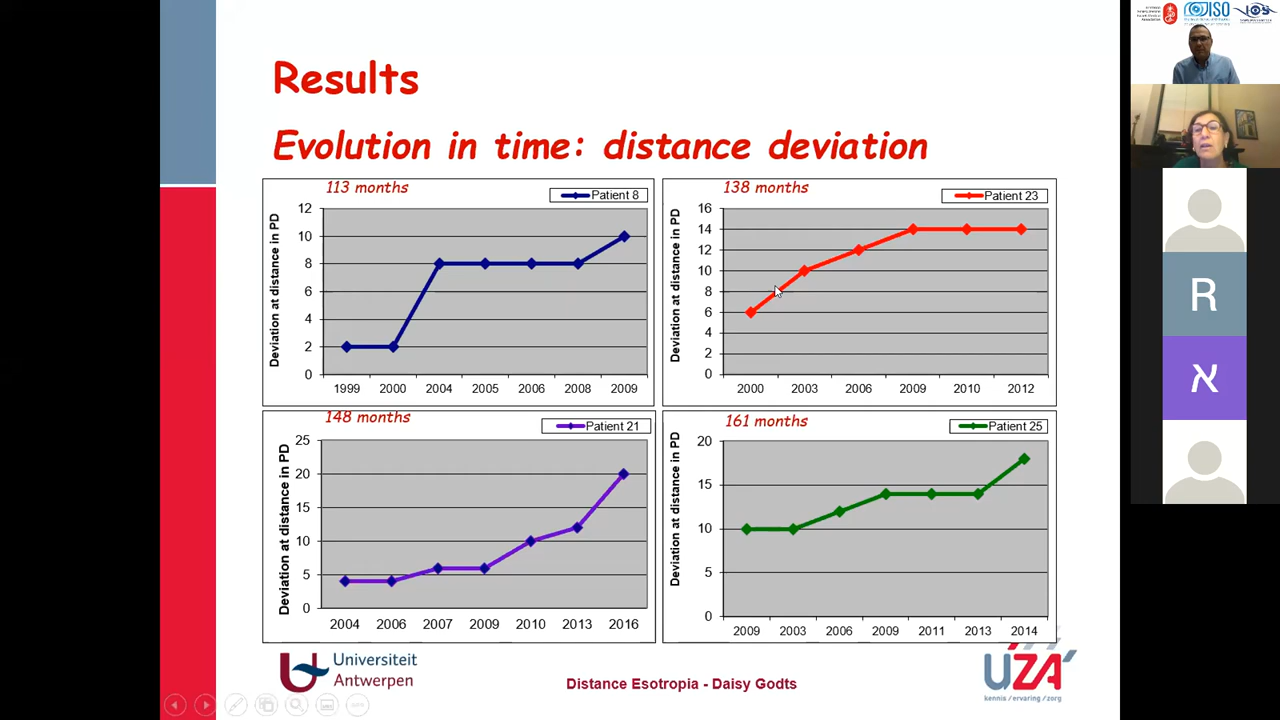 Results
Evolution in time: distance deviation
113 months
Patient 8
Deviation at distance in PD
12
10
8
6
4
2
0
1999 2000 2004 2005 2006 2008 2009
138 months
Patient 23
Deviation at distance in PD
16
14
12
10
8
6
4
2
0
2000 2003 2006 2009 2010 2012
148 months
Patient 21
Deviation at distance in PD
25
20
15
10
5
0
2004 2006 2007 2009 2010 2013 2016
161 months
Patient 25
Deviation at distance in PD
20
15
10
5
0
2009 2003 2006 2009 2011 2013 2014
Universiteit
Antwerpen
Distance Esotropia - Daisy Godts
UZA
kennis / ervaring / zorg
ISO
IOS
R
א